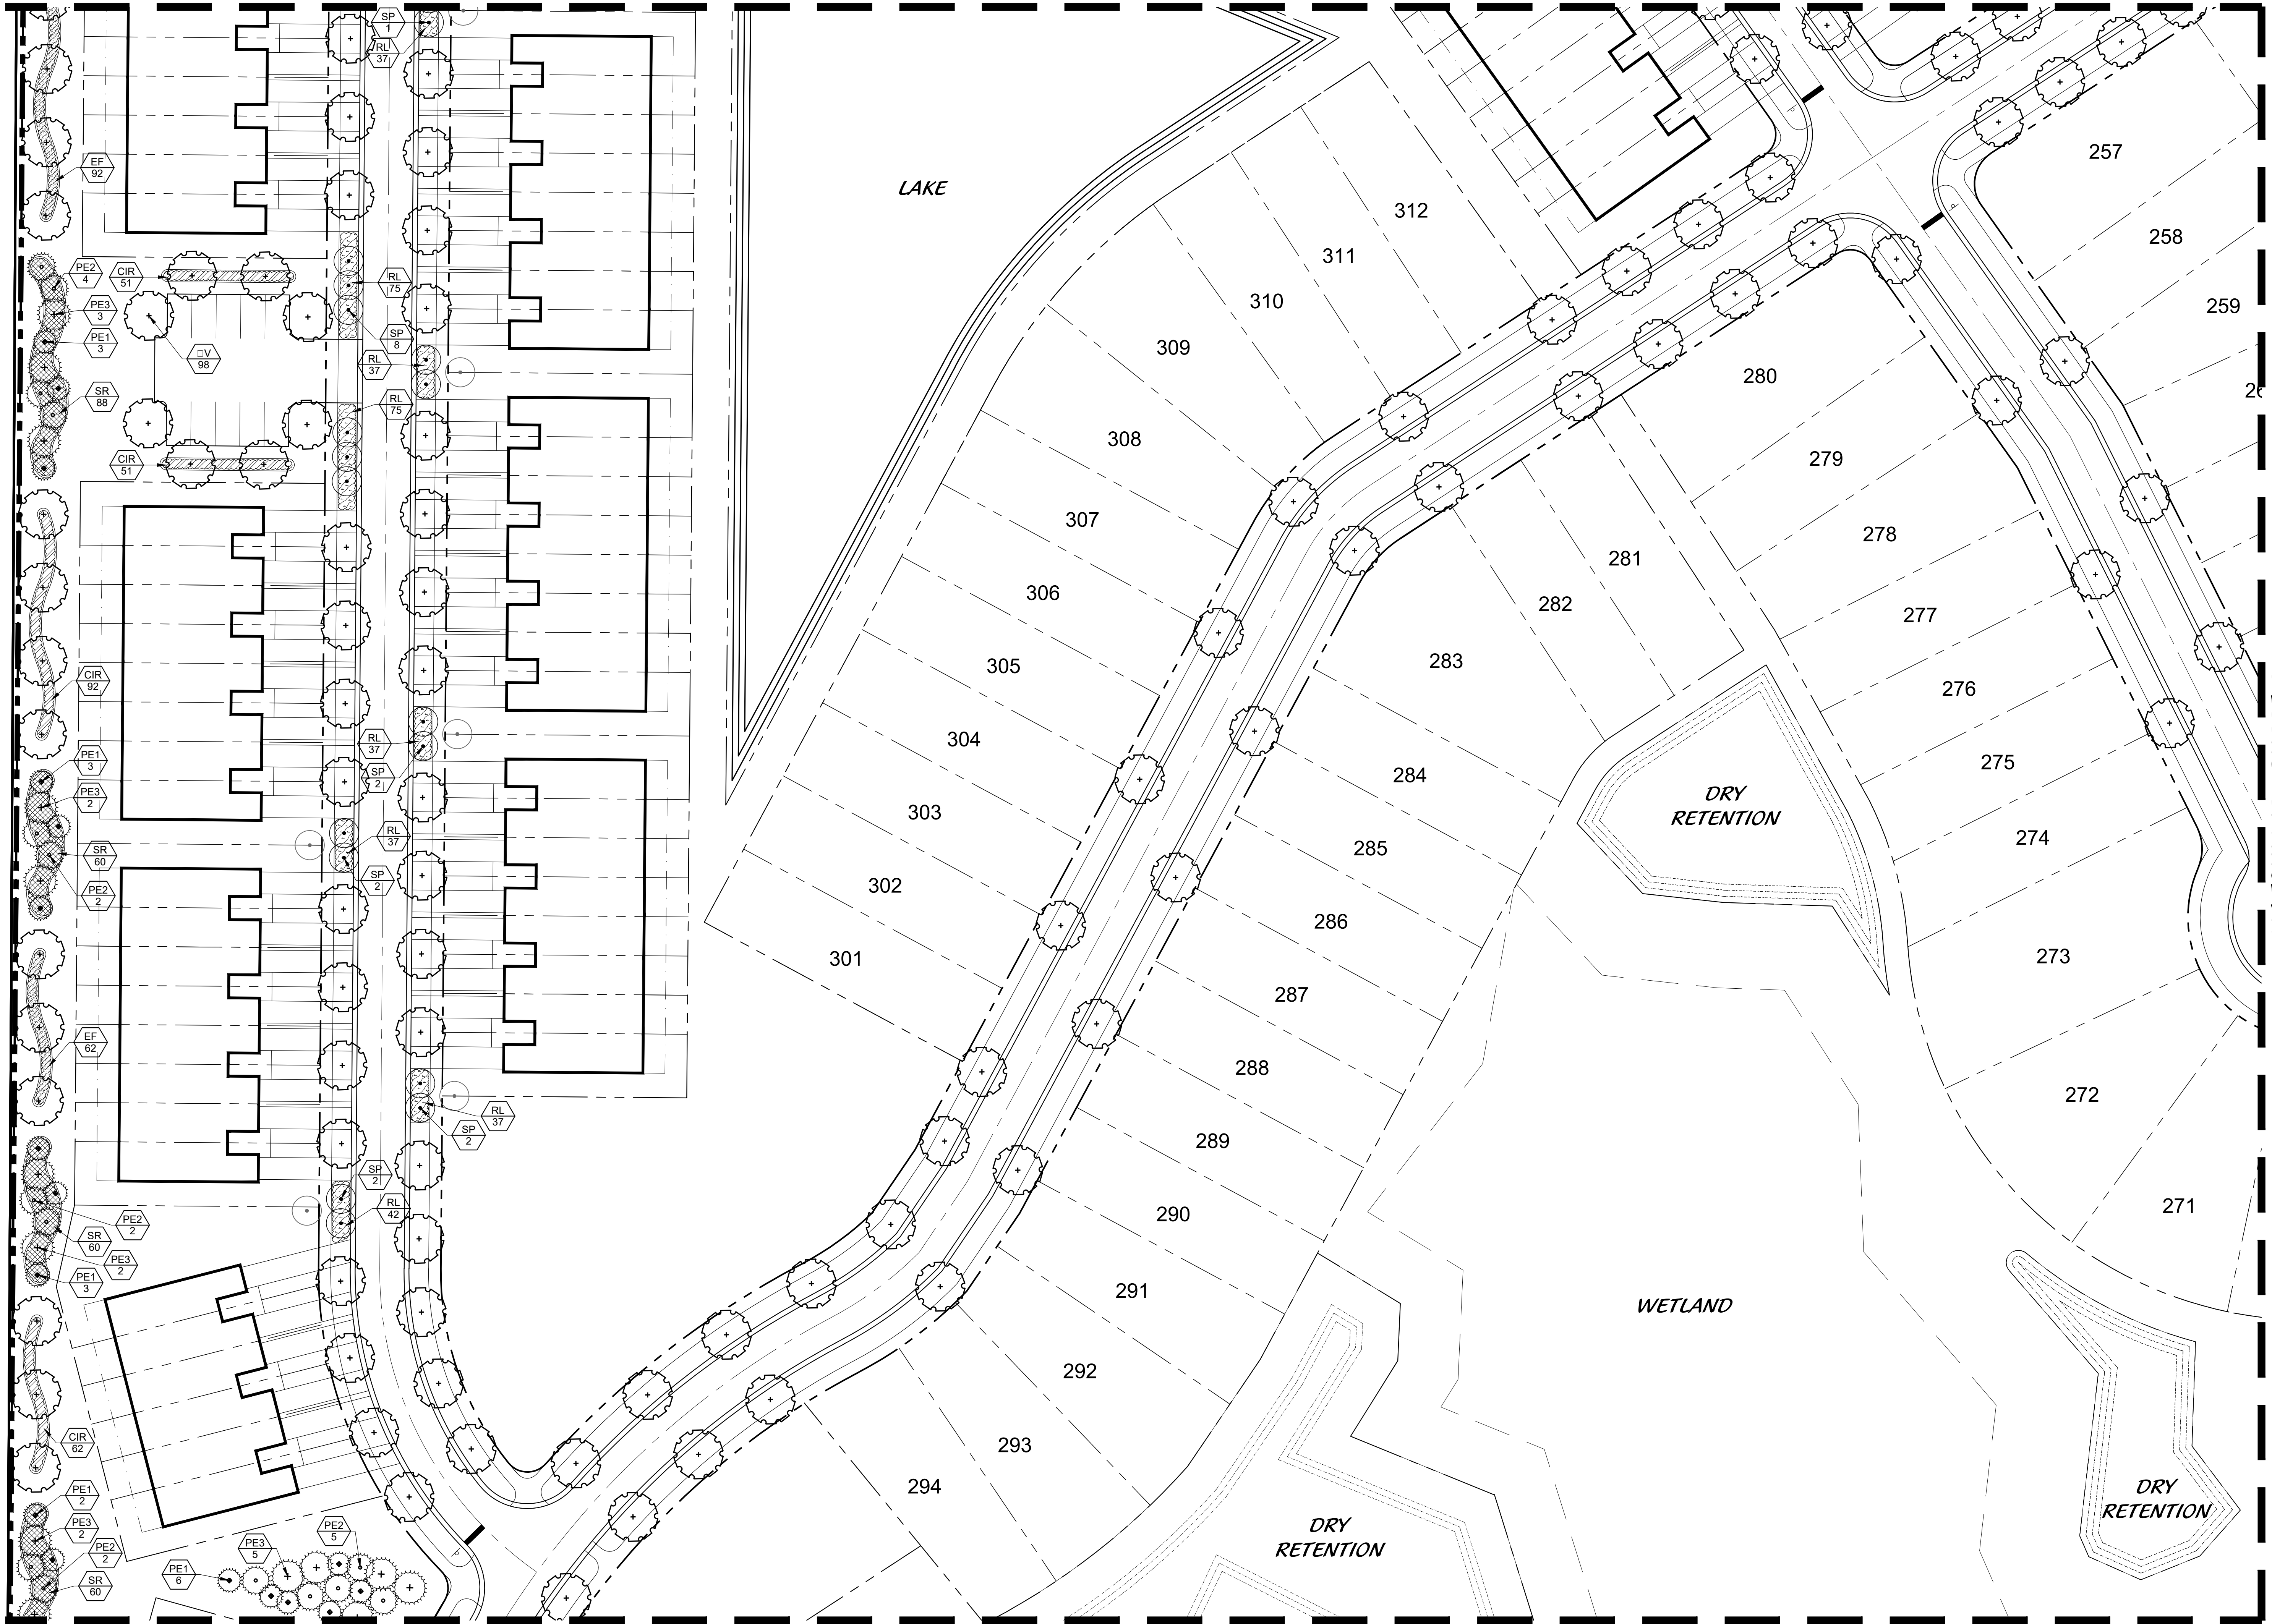 SP
1
RL
37
EF
92
PE2
4
CIR
51
PE3
3
PE1
3
□V
98
SR
88
CIR
51
RL
75
SP
8
RL
37
RL
75
CIR
92
PE1
3
PE3
2
SR
60
PE2
2
RL
37
SP
2
RL
37
SP
2
EF
62
RL
37
SP
2
SP
2
RL
42
PE2
2
SR
60
PE3
2
PE1
3
CIR
62
PE1
2
PE3
2
PE2
2
SR
60
PE1
6
PE3
5
PE2
5
LAKE
312
311
310
309
308
307
306
305
304
303
302
301
257
258
259
280
279
278
277
276
275
274
273
272
271
281
282
283
284
285
286
287
288
289
290
291
292
293
294
DRY
RETENTION
WETLAND
DRY
RETENTION
DRY
RETENTION